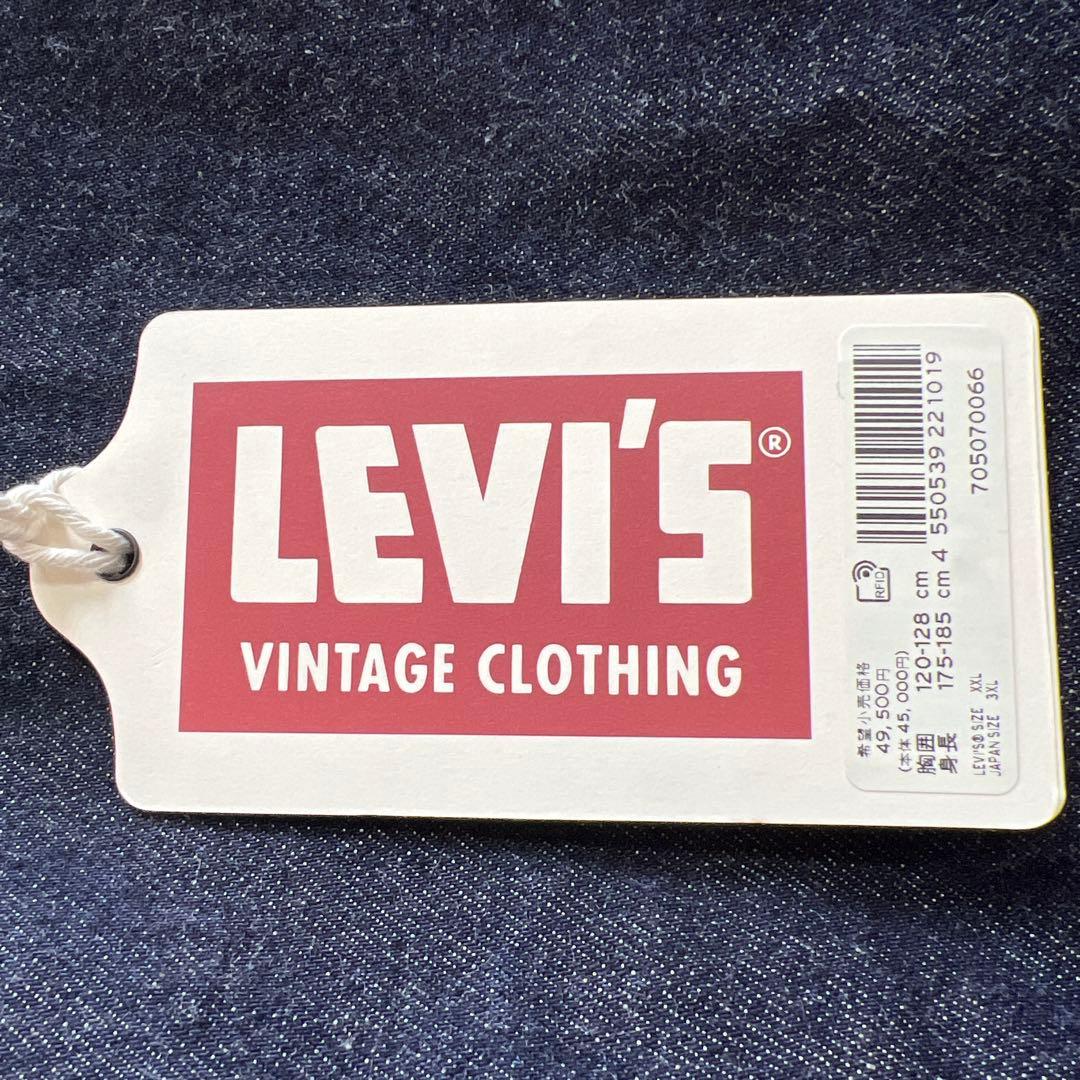 LEVI'S®
VINTAGE CLOTHING
希望小売価格
49,500円
(本体 45,000円)
胸囲 120-128 cm
身長 175-185 cm
LEVI'S® SIZE XXL
JAPAN SIZE 3XL
RFID
4 550539 221019
705070066